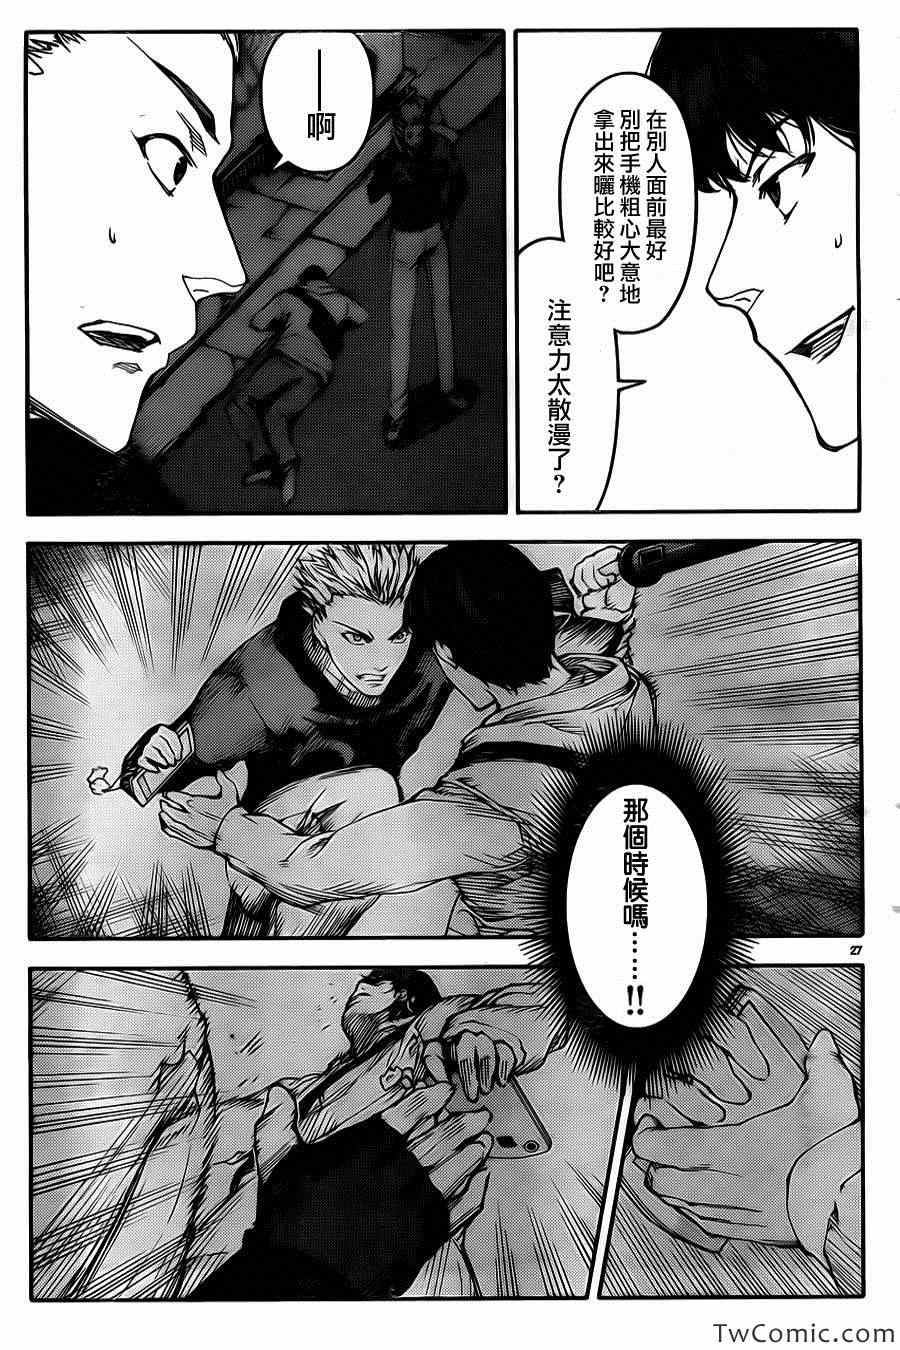 在別人面前最好
別把手機粗心大意地
拿出來曬比較好吧？
注意力太散漫了？
——啊
那個時候嗎……!!
27
TwComic.com